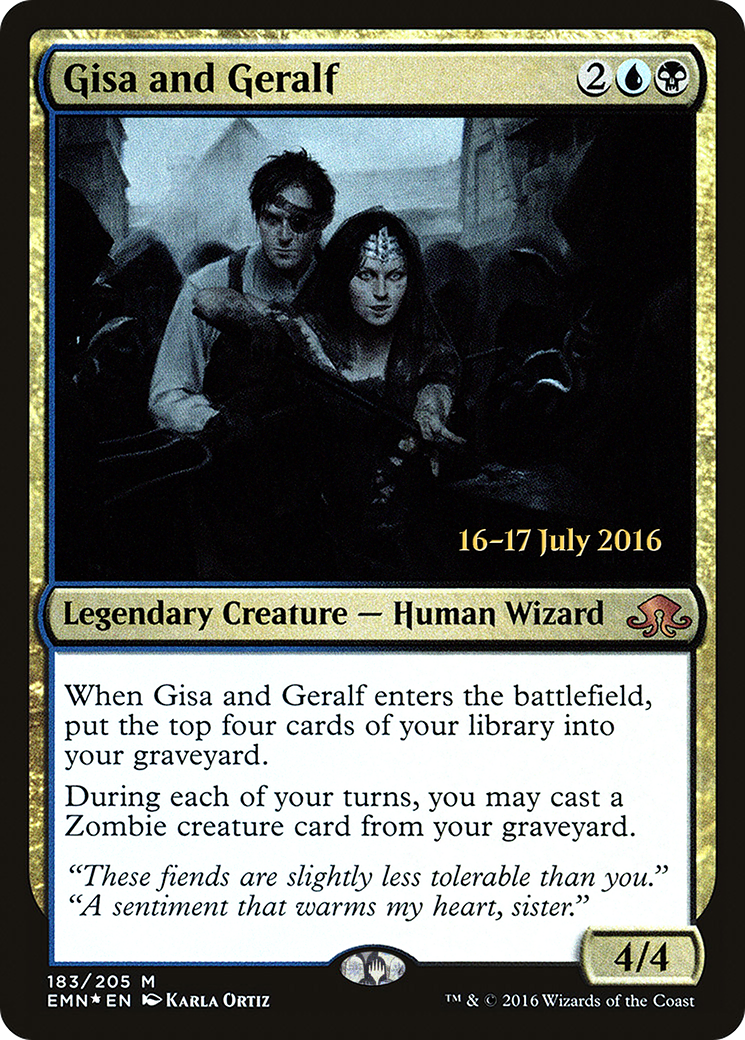 Gisa and Geralf 2
16–17 July 2016
Legendary Creature — Human Wizard
When Gisa and Geralf enters the battlefield,
put the top four cards of your library into
your graveyard.
During each of your turns, you may cast a
Zombie creature card from your graveyard.
“These fiends are slightly less tolerable than you.”
“A sentiment that warms my heart, sister.”
4/4
183/205 M
EMN★EN Karla Ortiz
™ & © 2016 Wizards of the Coast